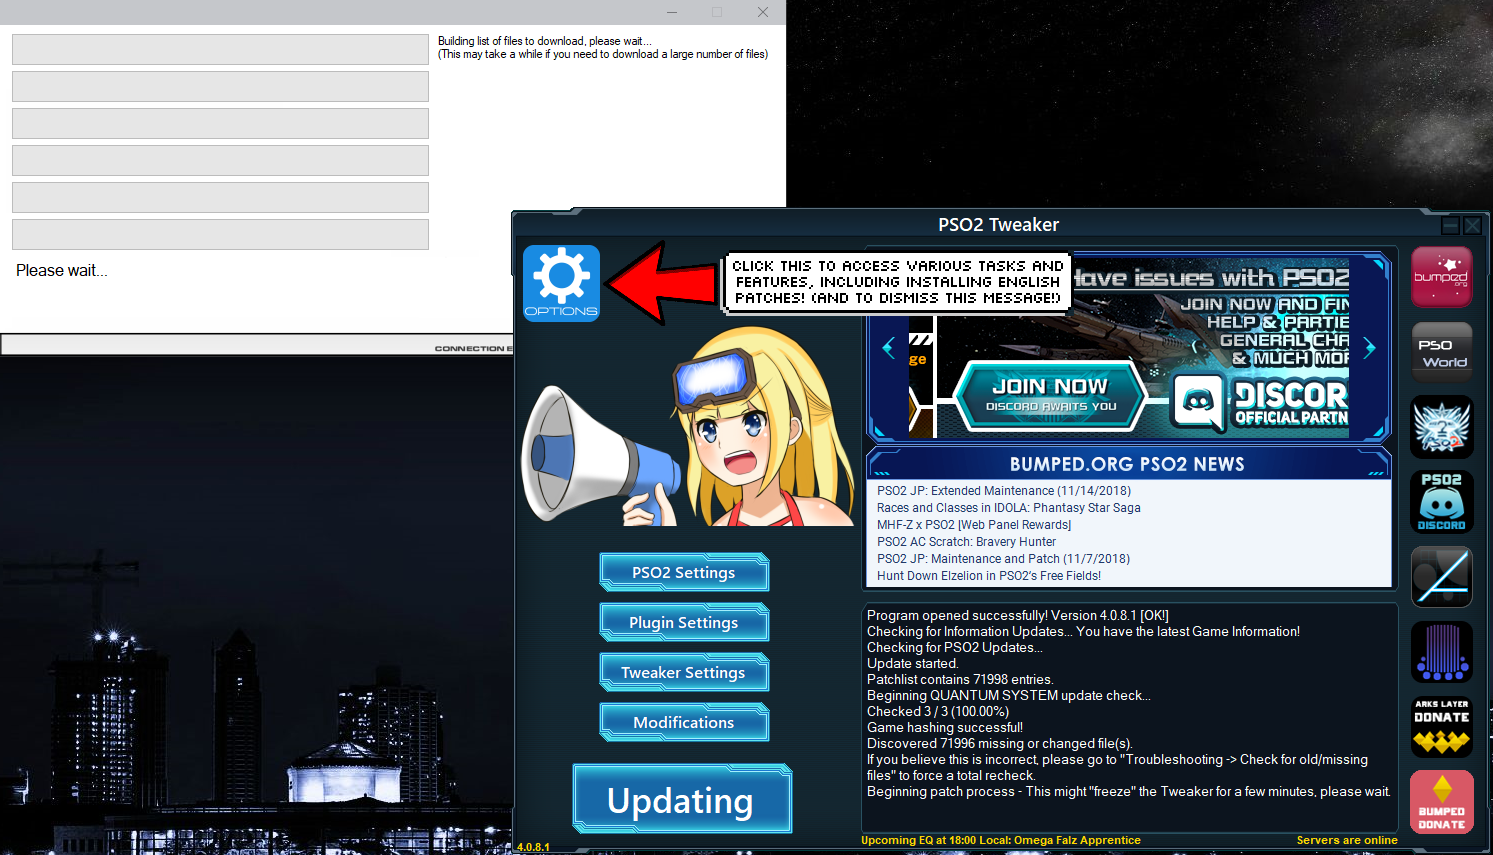 Building list of files to download, please wait...
(This may take a while if you need to download a large number of files)
Please wait...
CONNECTION E
PSO2 Tweaker
OPTIONS
CLICK THIS TO ACCESS VARIOUS TASKS AND
FEATURES, INCLUDING INSTALLING ENGLISH
PATCHES! (AND TO DISMISS THIS MESSAGE!)
Have issues with PSO2
JOIN NOW AND FIN
HELP & PARTIE
GENERAL CHA
& MUCH MOR
ge
JOIN NOW
DISCORD AWAITS YOU
DISCOR
OFFICIAL PARTN
BUMPED.ORG PSO2 NEWS
PSO2 JP: Extended Maintenance (11/14/2018)
Races and Classes in IDOLA: Phantasy Star Saga
MHF-Z x PSO2 [Web Panel Rewards]
PSO2 AC Scratch: Bravery Hunter
PSO2 JP: Maintenance and Patch (11/7/2018)
Hunt Down Elzelion in PSO2's Free Fields!
PSO2 Settings
Plugin Settings
Tweaker Settings
Modifications
Updating
4.0.8.1
Program opened successfully! Version 4.0.8.1 [OK!]
Checking for Information Updates... You have the latest Game Information!
Checking for PSO2 Updates...
Update started.
Patchlist contains 71998 entries.
Beginning QUANTUM SYSTEM update check...
Checked 3 / 3 (100.00%)
Game hashing successful!
Discovered 71996 missing or changed file(s).
If you believe this is incorrect, please go to "Troubleshooting -> Check for old/missing
files" to force a total recheck.
Beginning patch process - This might "freeze" the Tweaker for a few minutes, please wait.
Upcoming EQ at 18:00 Local: Omega Falz Apprentice
Servers are online
bumped
.org
PSO
World
PSO2
DISCORD
ARKS LAYER
DONATE
BUMPED
DONATE